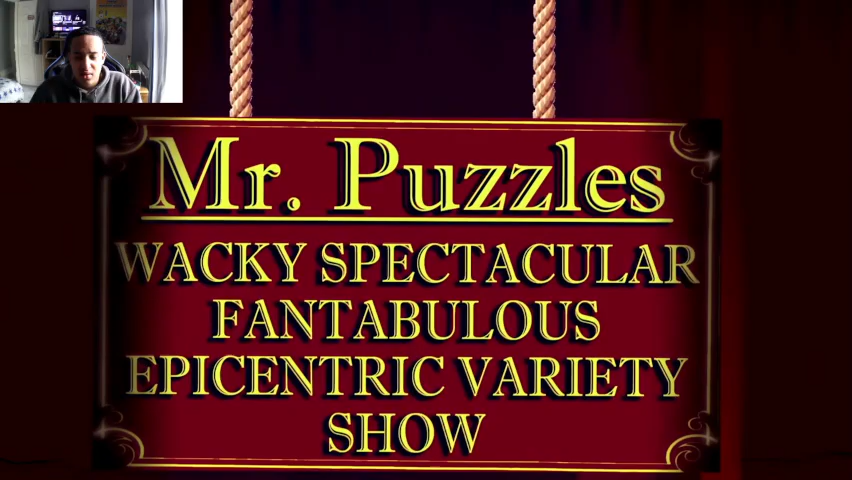 Mr. Puzzles
WACKY SPECTACULAR
FANTABULOUS
EPICENTRIC VARIETY
SHOW